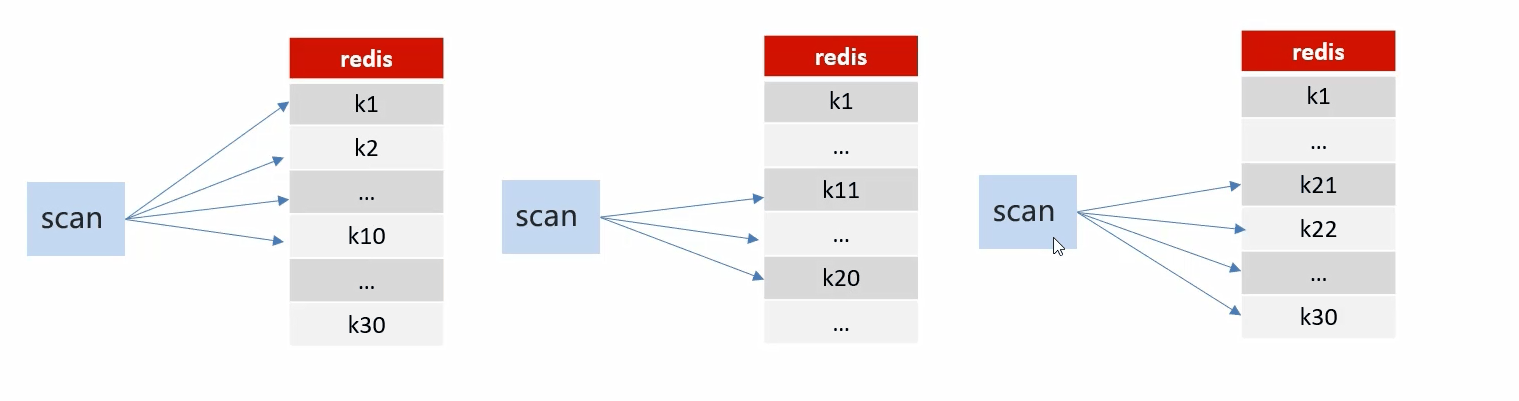 scan
redis
k1
k2
...
k10
...
k30
scan
redis
k1
...
k11
...
k20
...
scan
redis
k1
...
k21
k22
...
k30